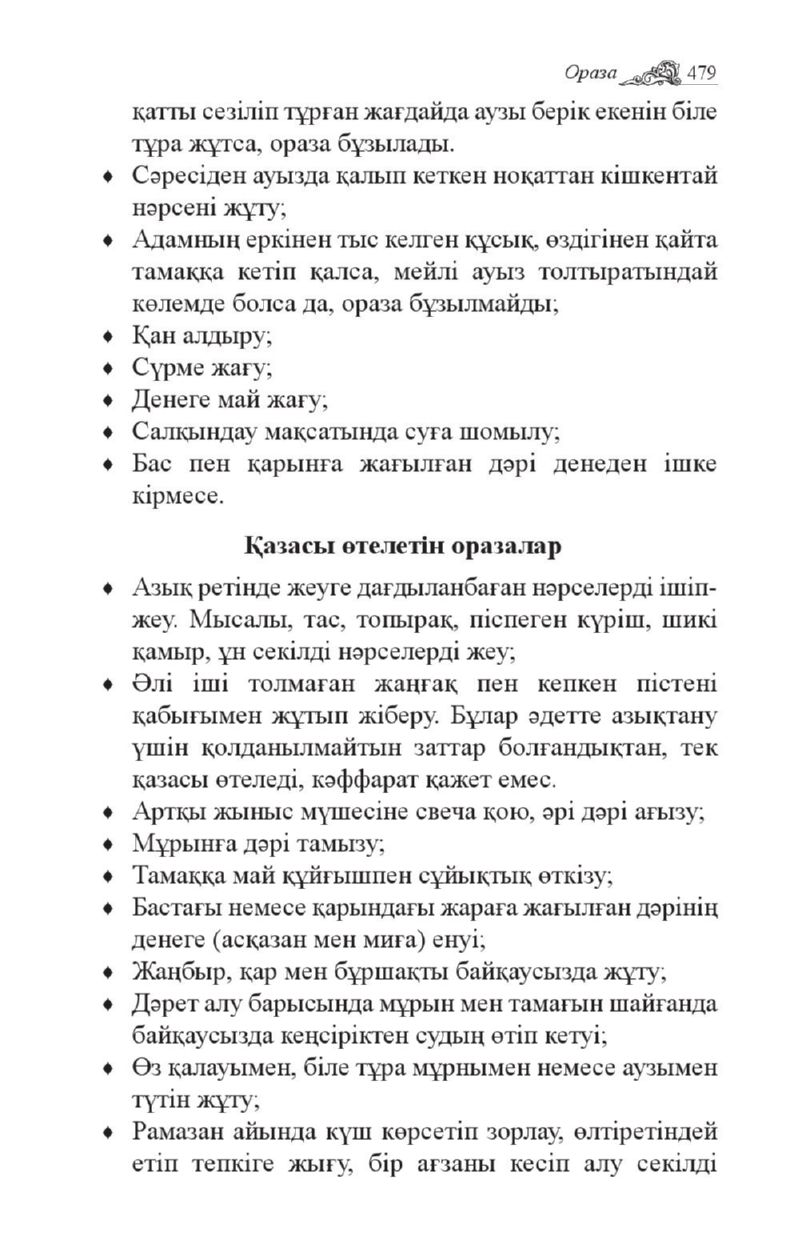 Ораза 479
қатты сезіліп тұрған жағдайда аузы берік екенін біле
тұра жұтса, ораза бұзылады.
♦ Сәресіден ауызда қалып кеткен ноқаттан кішкентай
нәрсені жұту;
♦ Адамның еркінен тыс келген құсық, өздігінен қайта
тамаққа кетіп қалса, мейлі ауыз толтыратындай
көлемде болса да, ораза бұзылмайды;
♦ Қан алдыру;
♦ Сүрме жағу;
♦ Денеге май жағу;
♦ Салқындау мақсатында суға шомылу;
♦ Бас пен қарынға жағылған дәрі денеден ішке
кірмесе.
Қазасы өтелетін оразалар
♦ Азық ретінде жеуге дағдыланбаған нәрселерді ішіп-
жеу. Мысалы, тас, топырақ, піспеген күріш, шикі
қамыр, ұн секілді нәрселерді жеу;
♦ Әлі іші толмаған жаңғақ пен кепкен пістені
қабығымен жұтып жіберу. Бұлар әдетте азықтану
үшін қолданылмайтын заттар болғандықтан, тек
қазасы өтеледі, кәффарат қажет емес.
♦ Артқы жыныс мүшесіне свеча қою, әрі дәрі ағызу;
♦ Мұрынға дәрі тамызу;
♦ Тамаққа май құйғышпен сұйықтық өткізу;
♦ Бастағы немесе қарындағы жараға жағылған дәрінің
денеге (асқазан мен миға) енуі;
♦ Жаңбыр, қар мен бұршақты байқаусызда жұту;
♦ Дәрет алу барысында мұрын мен тамағын шайғанда
байқаусызда кеңсіріктен судың өтіп кетуі;
♦ Өз қалауымен, біле тұра мұрнымен немесе аузымен
түтін жұту;
♦ Рамазан айында күш көрсетіп зорлау, өлтіретіндей
етіп тепкіге жығу, бір ағзаны кесіп алу секілді